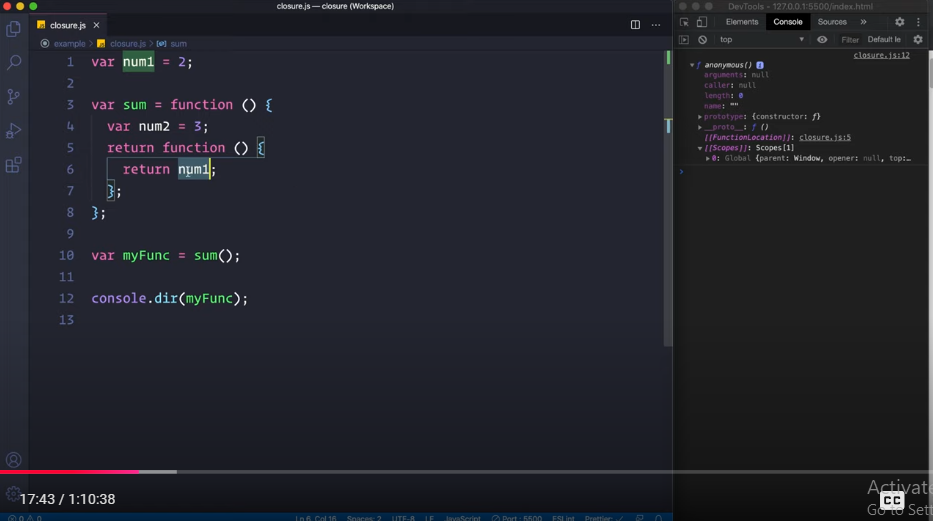 closure.js — closure (Workspace)
DevTools - 127.0.0.1:5500/index.html
closure.js ×
Elements Console Sources »
example > closure.js > sum
top Filter Default le
1 var num1 = 2;
2
3 var sum = function () {
4 var num2 = 3;
5 return function () {
6 return num1;
7 };
8 };
9
10 var myFunc = sum();
11
12 console.dir(myFunc);
13
closure.js:12
▼ ƒ anonymous() i
arguments: null
caller: null
length: 0
name: ""
▶ prototype: {constructor: ƒ}
▶ __proto__: ƒ ()
[[FunctionLocation]]: closure.js:5
▼ [[Scopes]]: Scopes[1]
▶ 0: Global {parent: Window, opener: null, top:…
>
17:43 / 1:10:38
Activate
CC
Go to Sett
Ln 6, Col 16 Spaces: 2 UTF-8 LF JavaScript Port : 5500 ESLint Prettier